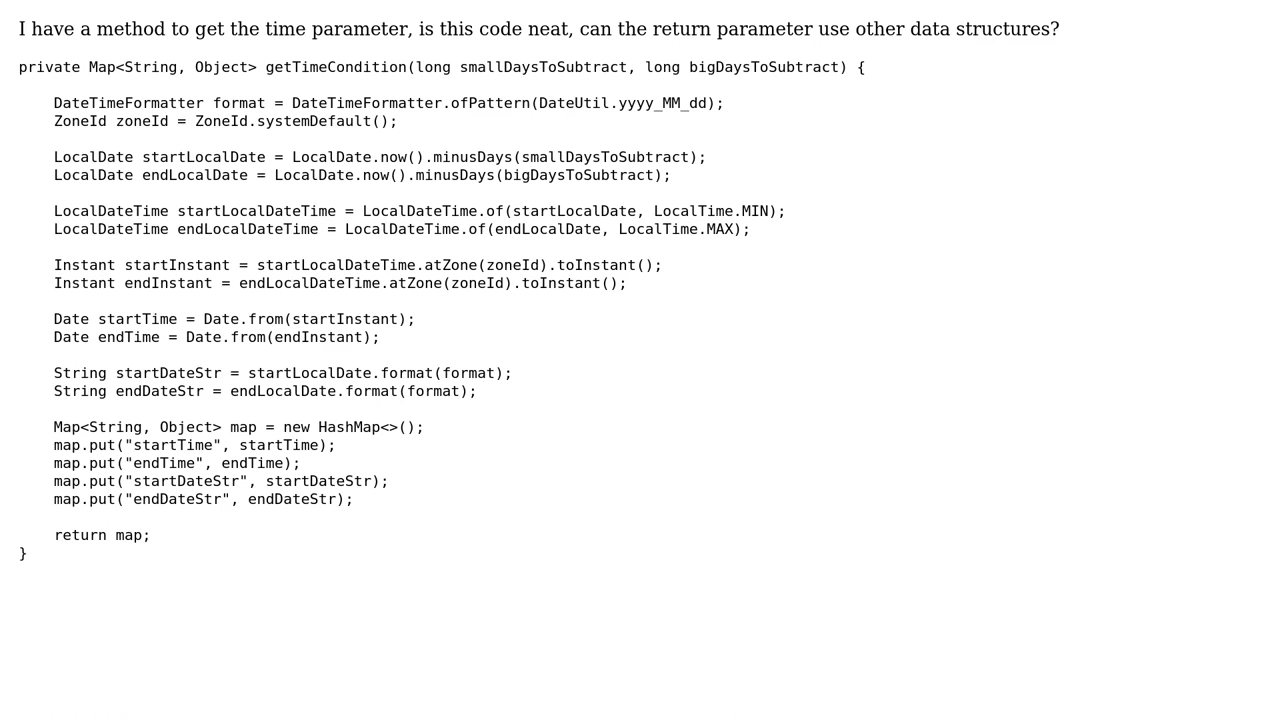 I have a method to get the time parameter, is this code neat, can the return parameter use other data structures?
private Map<String, Object> getTimeCondition(long smallDaysToSubtract, long bigDaysToSubtract) {
    DateTimeFormatter format = DateTimeFormatter.ofPattern(DateUtil.yyyy_MM_dd);
    ZoneId zoneId = ZoneId.systemDefault();
    LocalDate startLocalDate = LocalDate.now().minusDays(smallDaysToSubtract);
    LocalDate endLocalDate = LocalDate.now().minusDays(bigDaysToSubtract);
    LocalDateTime startLocalDateTime = LocalDateTime.of(startLocalDate, LocalTime.MIN);
    LocalDateTime endLocalDateTime = LocalDateTime.of(endLocalDate, LocalTime.MAX);
    Instant startInstant = startLocalDateTime.atZone(zoneId).toInstant();
    Instant endInstant = endLocalDateTime.atZone(zoneId).toInstant();
    Date startTime = Date.from(startInstant);
    Date endTime = Date.from(endInstant);
    String startDateStr = startLocalDate.format(format);
    String endDateStr = endLocalDate.format(format);
    Map<String, Object> map = new HashMap<>();
    map.put("startTime", startTime);
    map.put("endTime", endTime);
    map.put("startDateStr", startDateStr);
    map.put("endDateStr", endDateStr);
    return map;
}